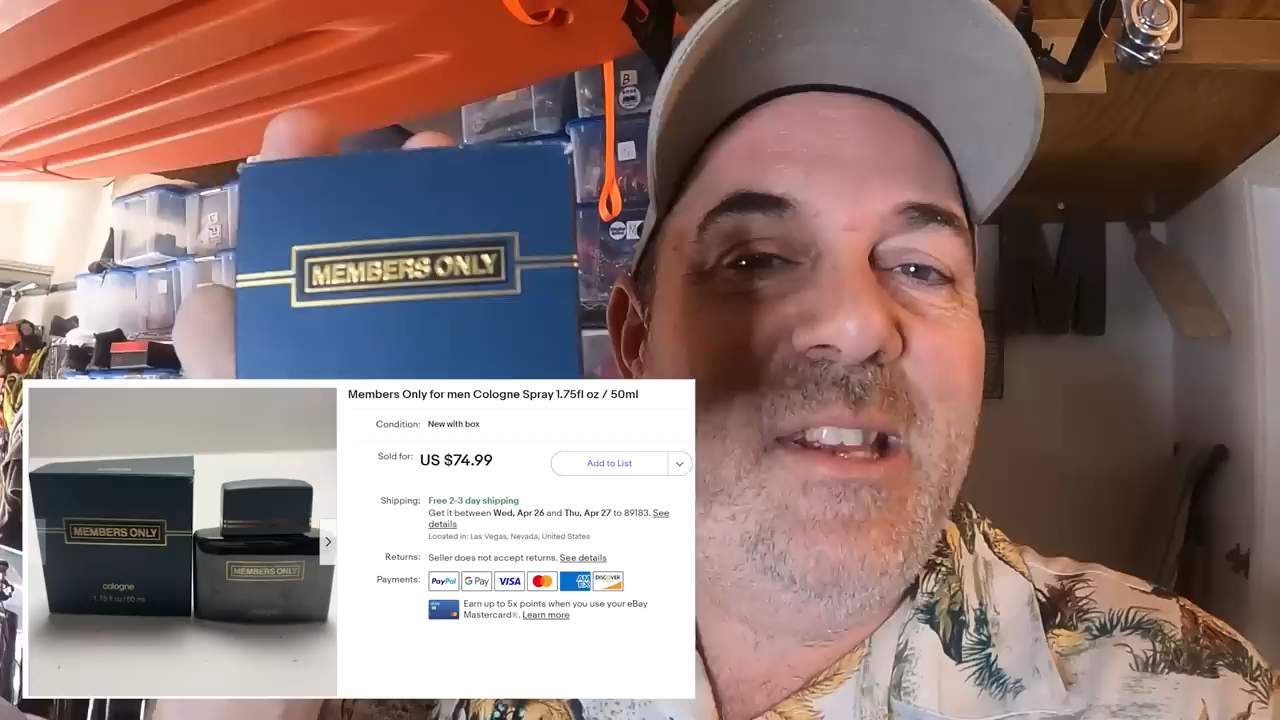 B
M
MEMBERS ONLY
Members Only for men Cologne Spray 1.75fl oz / 50ml
Condition: New with box
Sold for: US $74.99
Add to List
Shipping: Free 2-3 day shipping
Get it between Wed, Apr 26 and Thu, Apr 27 to 89183. See
details
Located in: Las Vegas, Nevada, United States
Returns: Seller does not accept returns. See details
Payments: PayPal G Pay VISA AM EX DISCOVER
Earn up to 5x points when you use your eBay
Mastercard®. Learn more
MEMBERS ONLY
cologne
1.75 fl oz/50 ml
MEMBERS ONLY